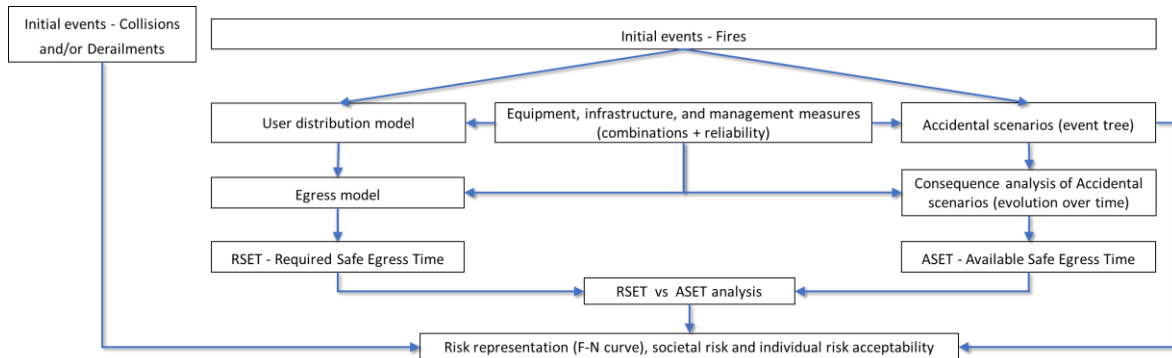 Initial events - Collisions
and/or Derailments
Initial events - Fires
User distribution model
Equipment, infrastructure, and management measures
(combinations + reliability)
Accidental scenarios (event tree)
Egress model
Consequence analysis of Accidental
scenarios (evolution over time)
RSET - Required Safe Egress Time
ASET - Available Safe Egress Time
RSET vs ASET analysis
Risk representation (F-N curve), societal risk and individual risk acceptability